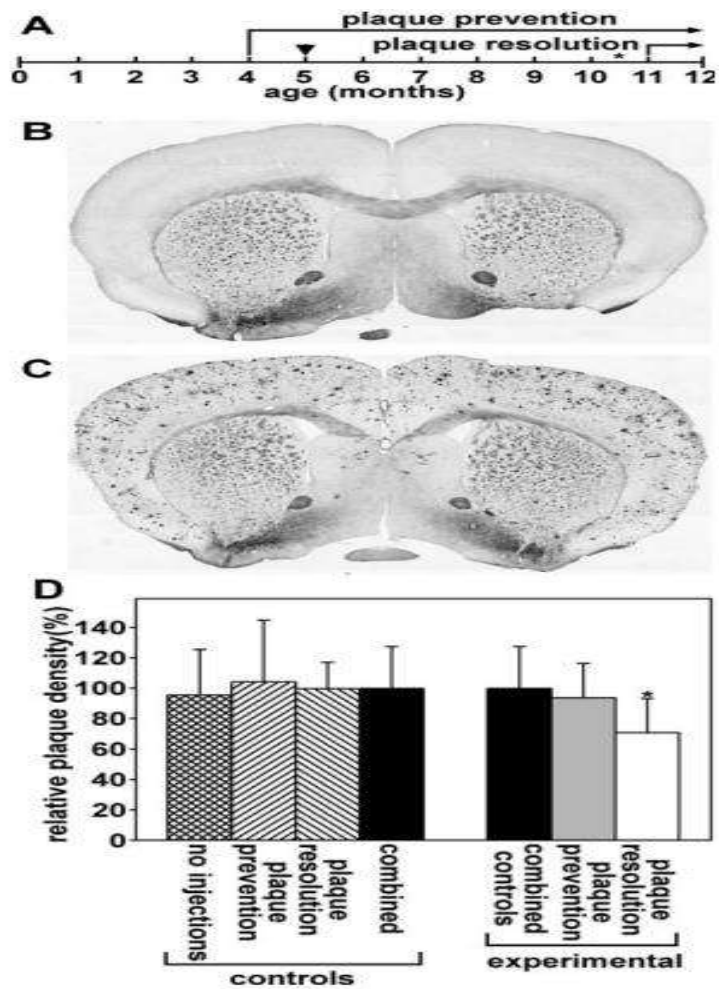 A
plaque prevention
plaque resolution
*
0 1 2 3 4 5 6 7 8 9 10 11 12
age (months)
B
C
D
relative plaque density(%)
140
120
100
80
60
40
20
0
*
no injections
plaque
prevention
plaque
resolution
combined
combined
controls
plaque
prevention
plaque
resolution
controls
experimental